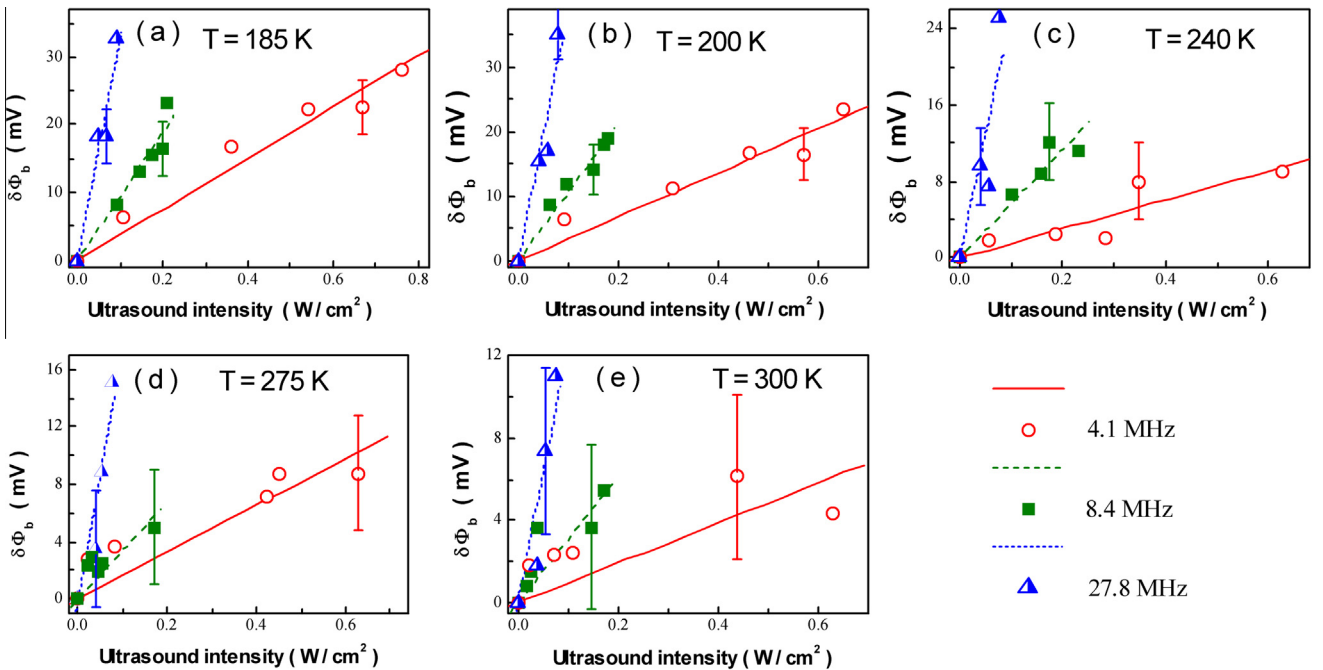 ( a )
T = 185 K
30
20
10
0
δΦb ( mV )
0.0 0.2 0.4 0.6 0.8
Ultrasound intensity ( W / cm2 )
( b )
T = 200 K
30
20
10
0
δΦb ( mV )
0.0 0.2 0.4 0.6
Ultrasound intensity ( W / cm2 )
( c )
T = 240 K
24
16
8
0
δΦb ( mV )
0.0 0.2 0.4 0.6
Ultrasound intensity ( W / cm2 )
( d )
T = 275 K
16
12
8
4
0
δΦb ( mV )
0.0 0.2 0.4 0.6
Ultrasound intensity ( W / cm2 )
( e )
T = 300 K
12
8
4
0
δΦb ( mV )
0.0 0.2 0.4 0.6
Ultrasound intensity ( W / cm2 )
4.1 MHz
8.4 MHz
27.8 MHz